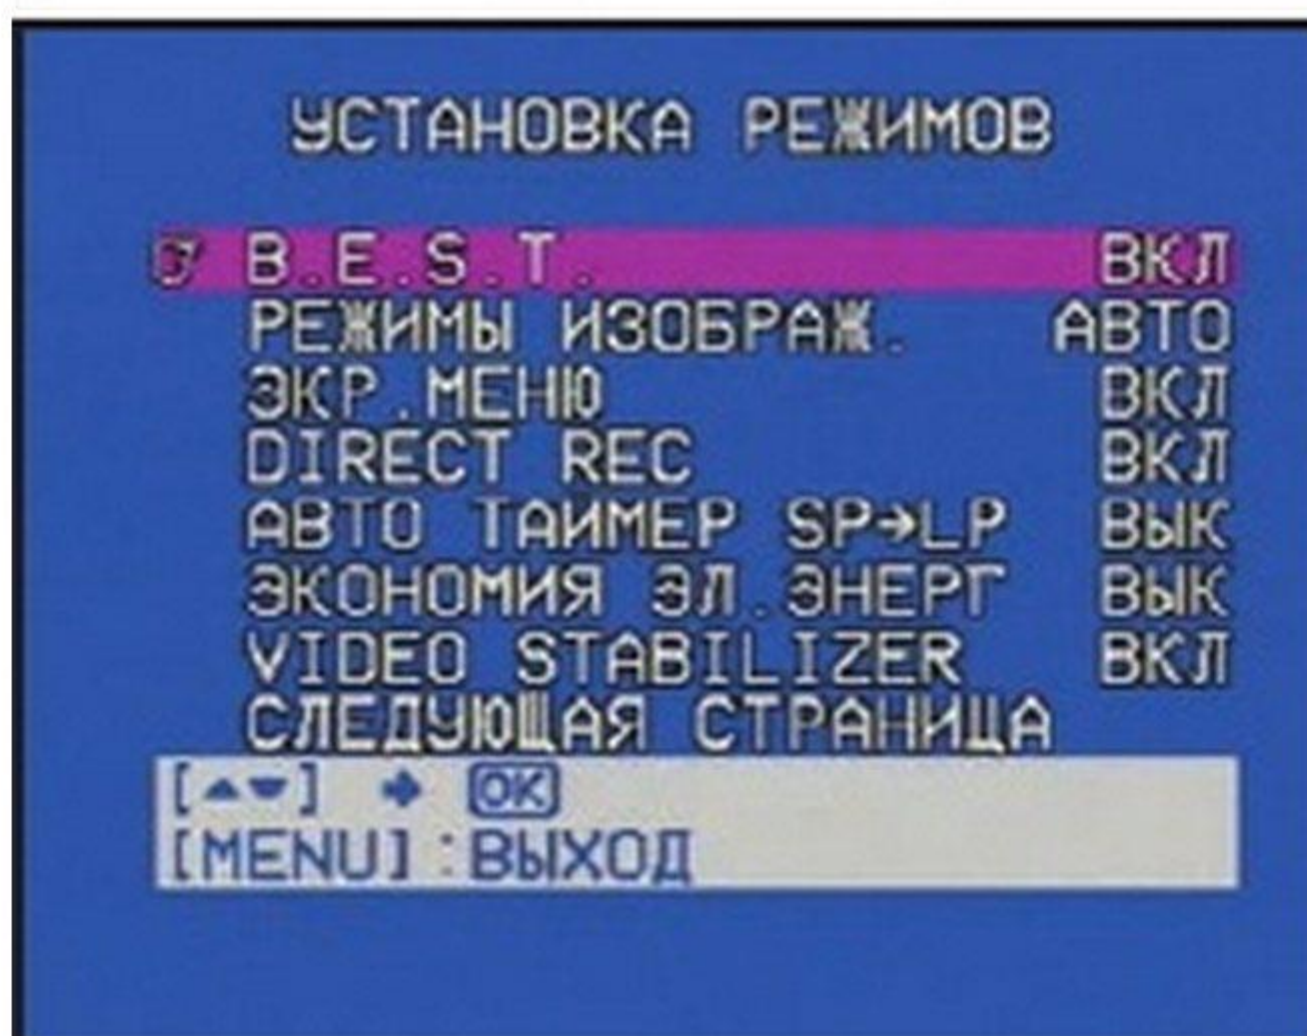 УСТАНОВКА РЕЖИМОВ
B.E.S.T. ВКЛ
РЕЖИМЫ ИЗОБРАЖ. АВТО
ЭКР.МЕНЮ ВКЛ
DIRECT REC ВКЛ
АВТО ТАЙМЕР SP→LP ВЫК
ЭКОНОМИЯ ЭЛ.ЭНЕРГ ВЫК
VIDEO STABILIZER ВКЛ
СЛЕДУЮЩАЯ СТРАНИЦА
[▲▼] → OK
[MENU]:ВЫХОД